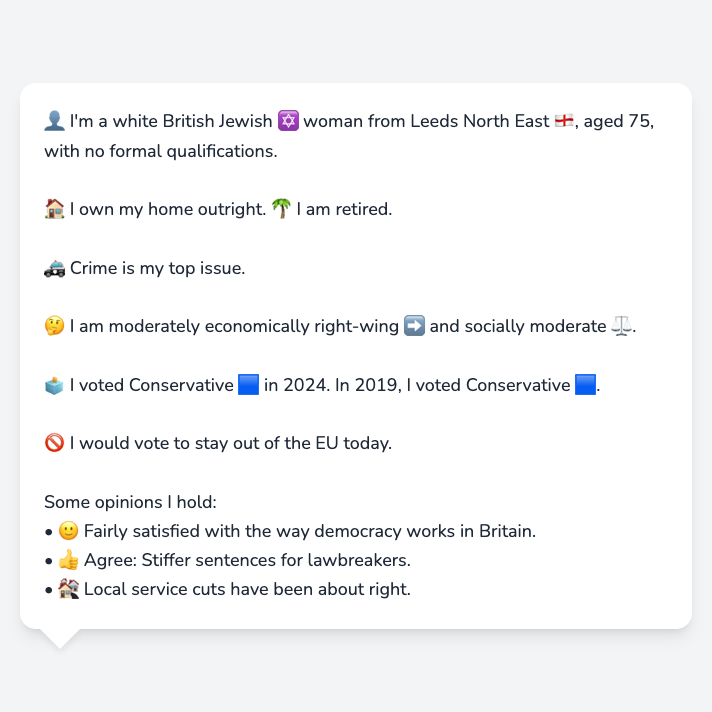 👤 I'm a white British Jewish ✡️ woman from Leeds North East 🏴󠁧󠁢󠁥󠁮󠁧󠁿, aged 75,
with no formal qualifications.
🏠 I own my home outright. 🌴 I am retired.
🚓 Crime is my top issue.
🤔 I am moderately economically right-wing ➡️ and socially moderate ⚖️.
🗳️ I voted Conservative 🟦 in 2024. In 2019, I voted Conservative 🟦.
🚫 I would vote to stay out of the EU today.
Some opinions I hold:
• 🙂 Fairly satisfied with the way democracy works in Britain.
• 👍 Agree: Stiffer sentences for lawbreakers.
• 🏚️ Local service cuts have been about right.